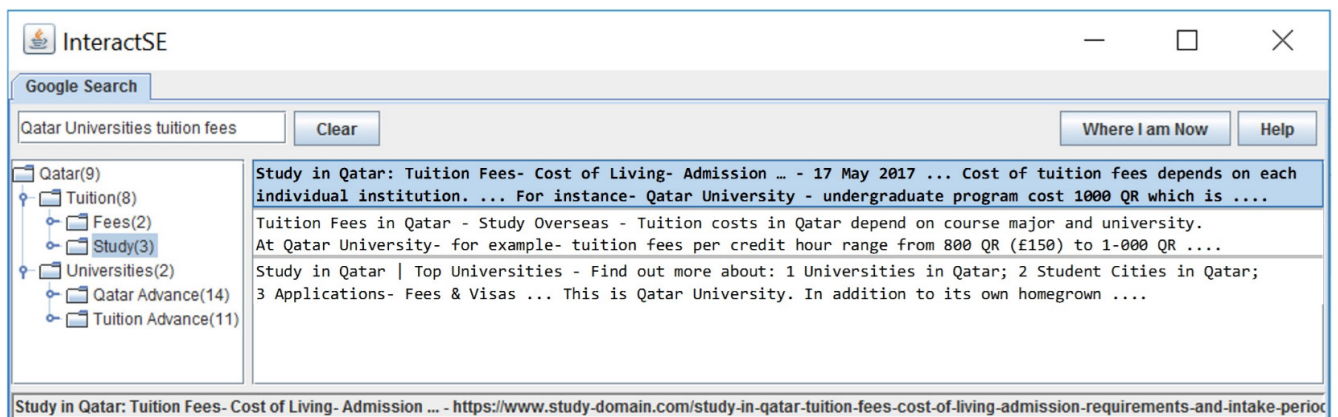 InteractSE
Google Search
Qatar Universities tuition fees
Clear
Where I am Now
Help
Qatar(9)
Tuition(8)
Fees(2)
Study(3)
Universities(2)
Qatar Advance(14)
Tuition Advance(11)
Study in Qatar: Tuition Fees- Cost of Living- Admission … - 17 May 2017 ... Cost of tuition fees depends on each
individual institution. ... For instance- Qatar University - undergraduate program cost 1000 QR which is ....
Tuition Fees in Qatar - Study Overseas - Tuition costs in Qatar depend on course major and university.
At Qatar University- for example- tuition fees per credit hour range from 800 QR (£150) to 1-000 QR ....
Study in Qatar | Top Universities - Find out more about: 1 Universities in Qatar; 2 Student Cities in Qatar;
3 Applications- Fees & Visas ... This is Qatar University. In addition to its own homegrown ....
Study in Qatar: Tuition Fees- Cost of Living- Admission ... - https://www.study-domain.com/study-in-qatar-tuition-fees-cost-of-living-admission-requirements-and-intake-perio